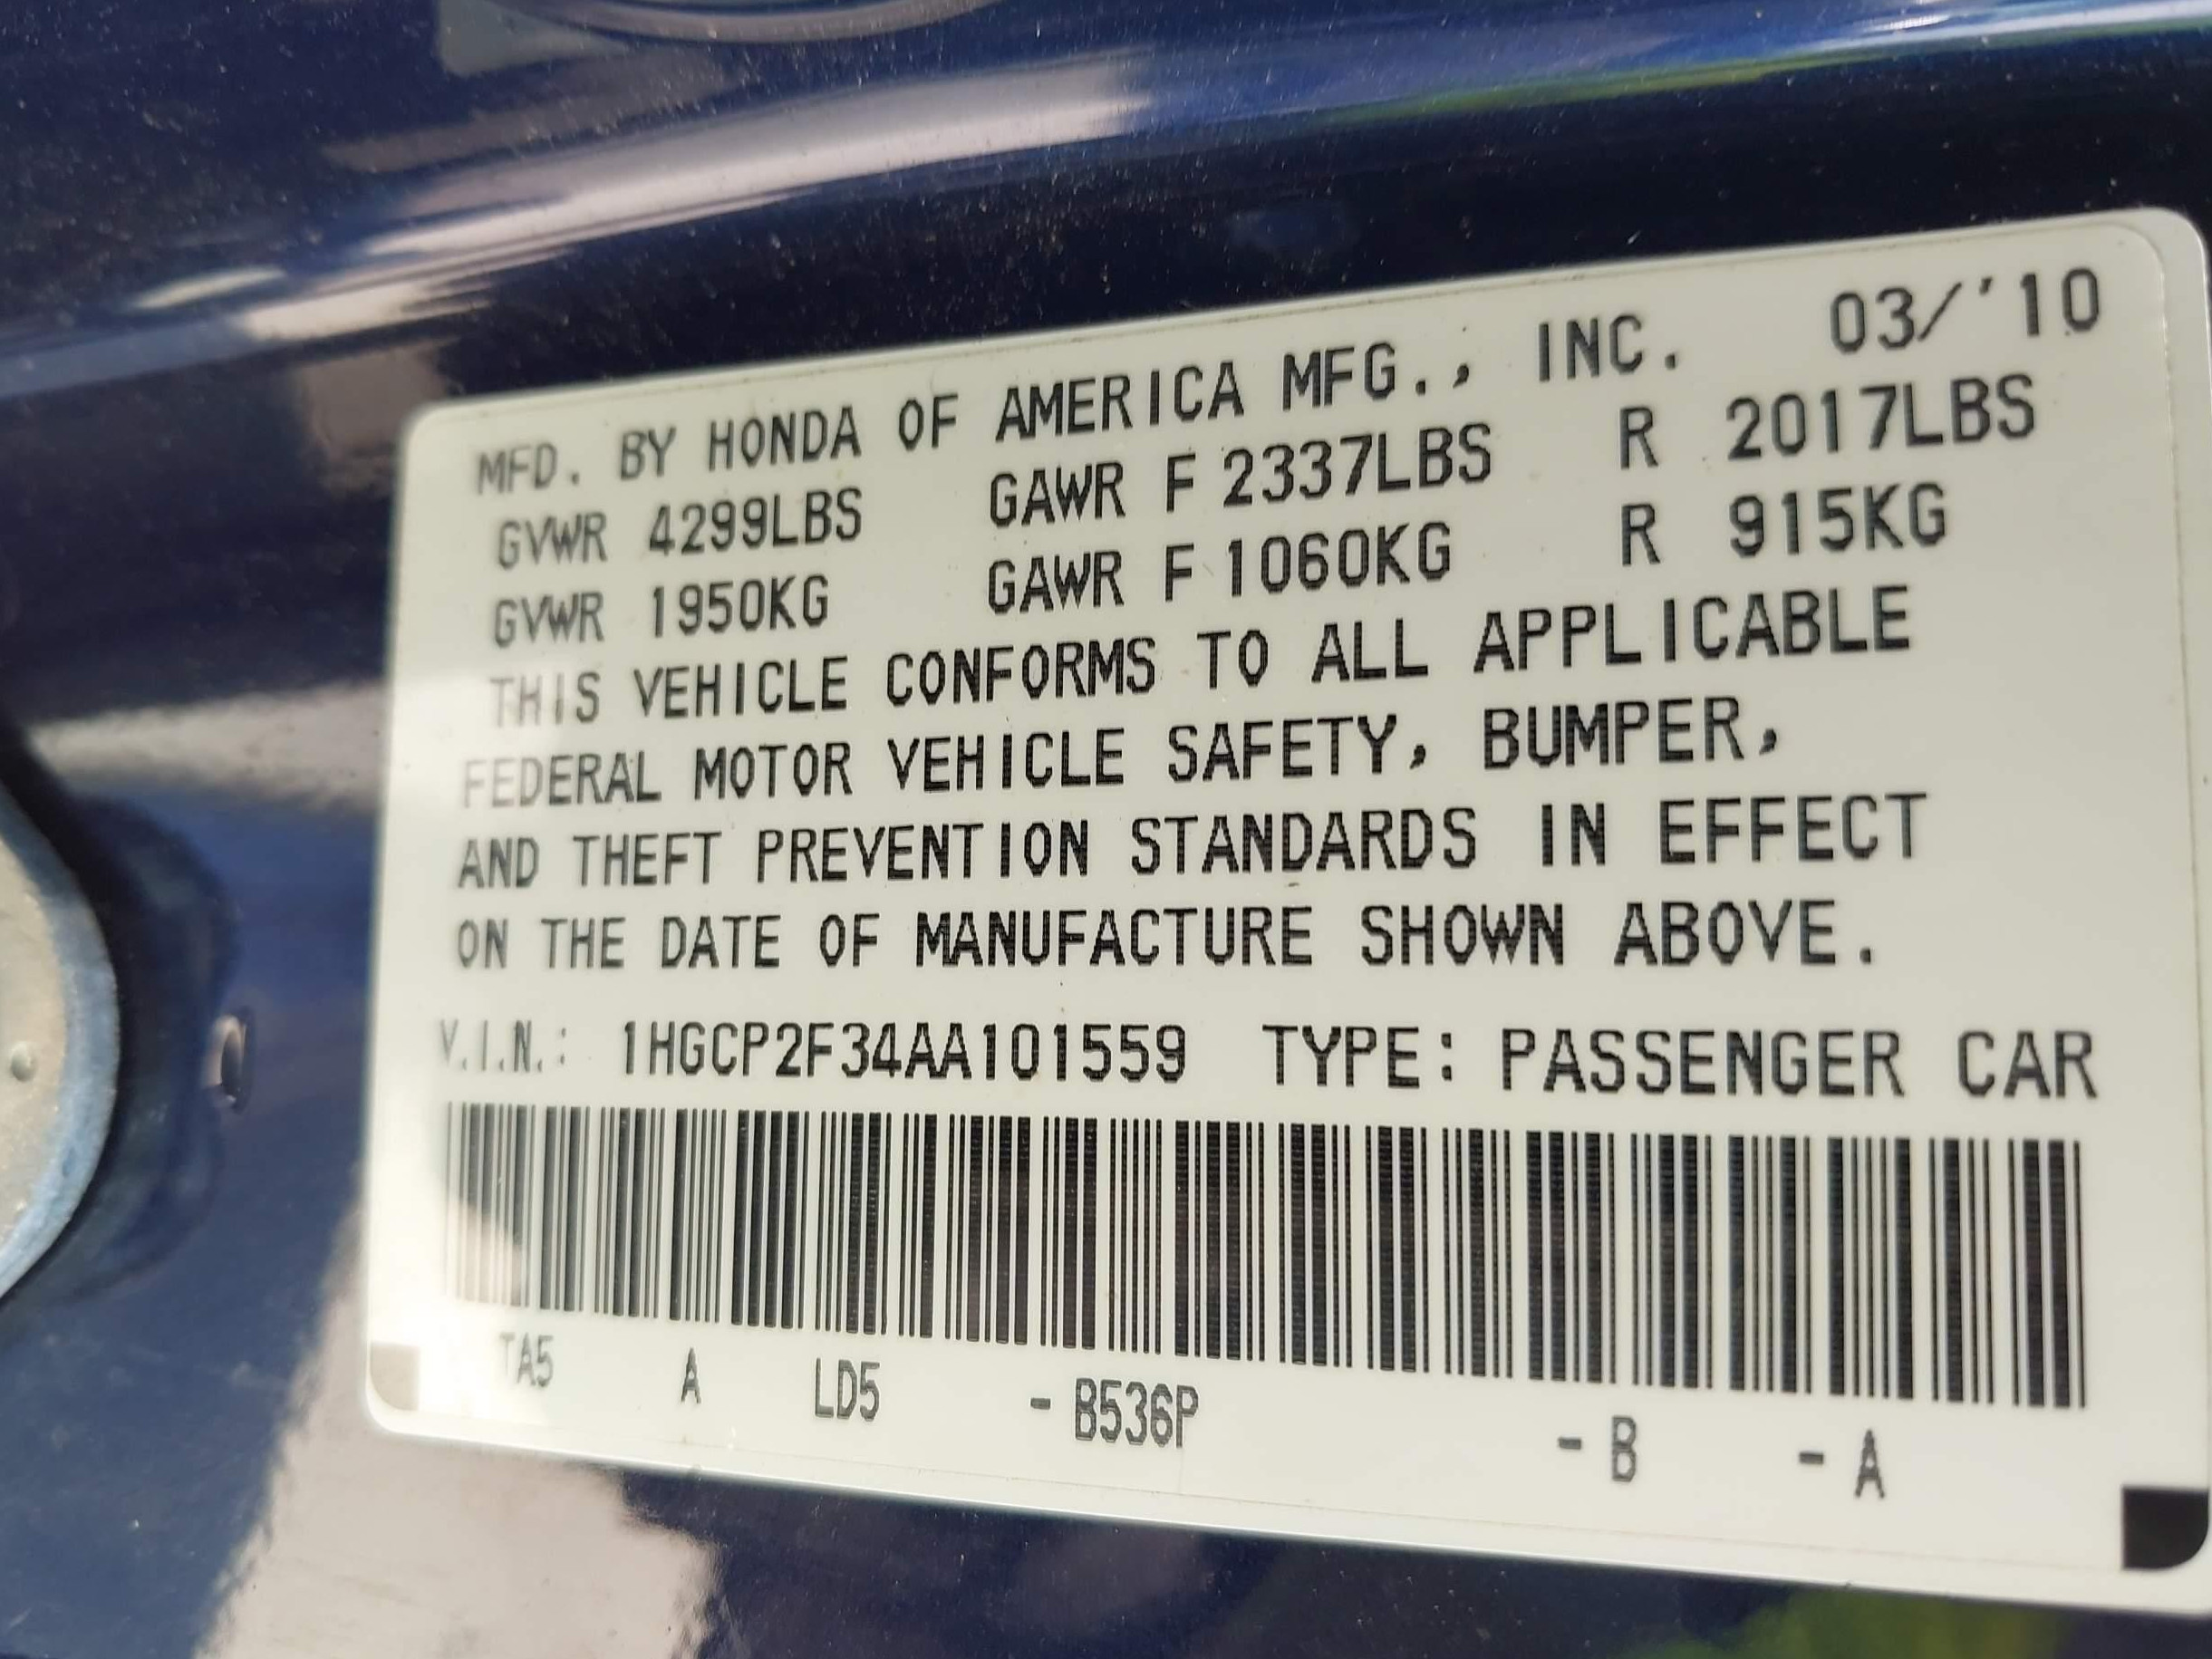 MFD. BY HONDA OF AMERICA MFG., INC. 03/'10
GVWR 4299LBS GAWR F 2337LBS R 2017LBS
GVWR 1950KG GAWR F 1060KG R 915KG
THIS VEHICLE CONFORMS TO ALL APPLICABLE
FEDERAL MOTOR VEHICLE SAFETY, BUMPER,
AND THEFT PREVENTION STANDARDS IN EFFECT
ON THE DATE OF MANUFACTURE SHOWN ABOVE.
V.I.N.: 1HGCP2F34AA101559 TYPE: PASSENGER CAR
TA5 A LD5 - B536P - B - A